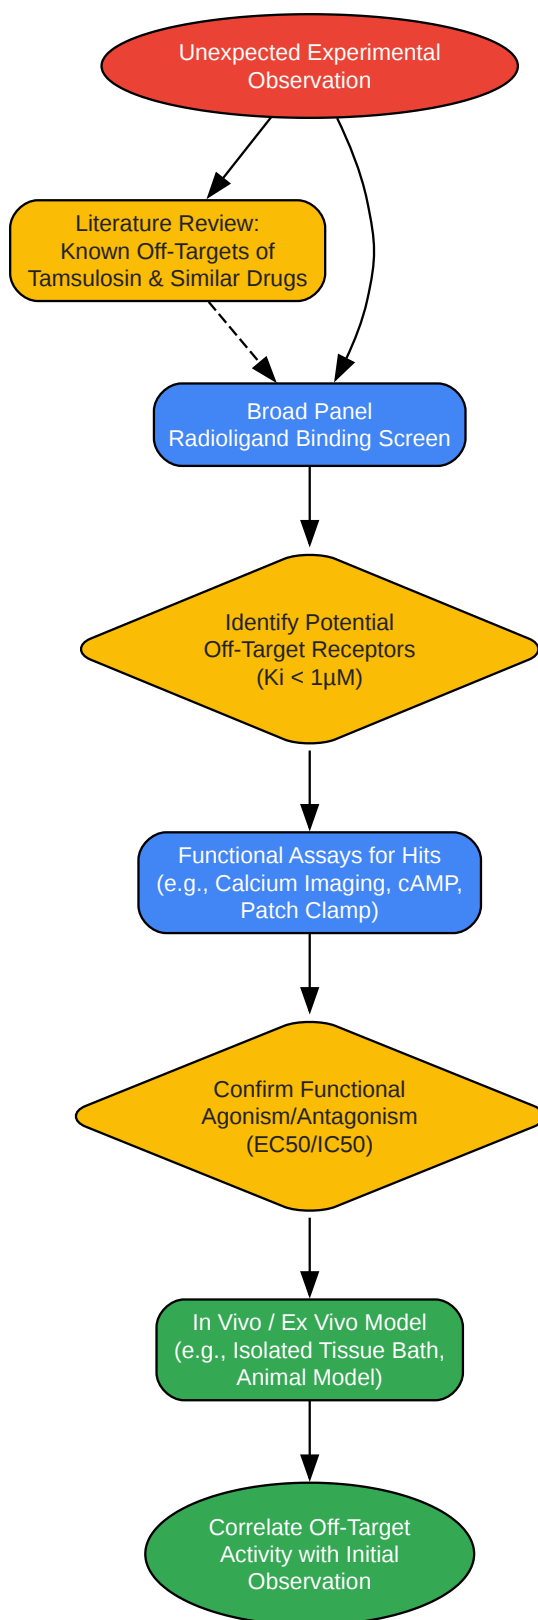 Unexpected Experimental
Observation
Literature Review:
Known Off-Targets of
Tamsulosin & Similar Drugs
Broad Panel
Radioligand Binding Screen
Identify Potential
Off-Target Receptors
(Ki < 1µM)
Functional Assays for Hits
(e.g., Calcium Imaging, cAMP,
Patch Clamp)
Confirm Functional
Agonism/Antagonism
(EC50/IC50)
In Vivo / Ex Vivo Model
(e.g., Isolated Tissue Bath,
Animal Model)
Correlate Off-Target
Activity with Initial
Observation